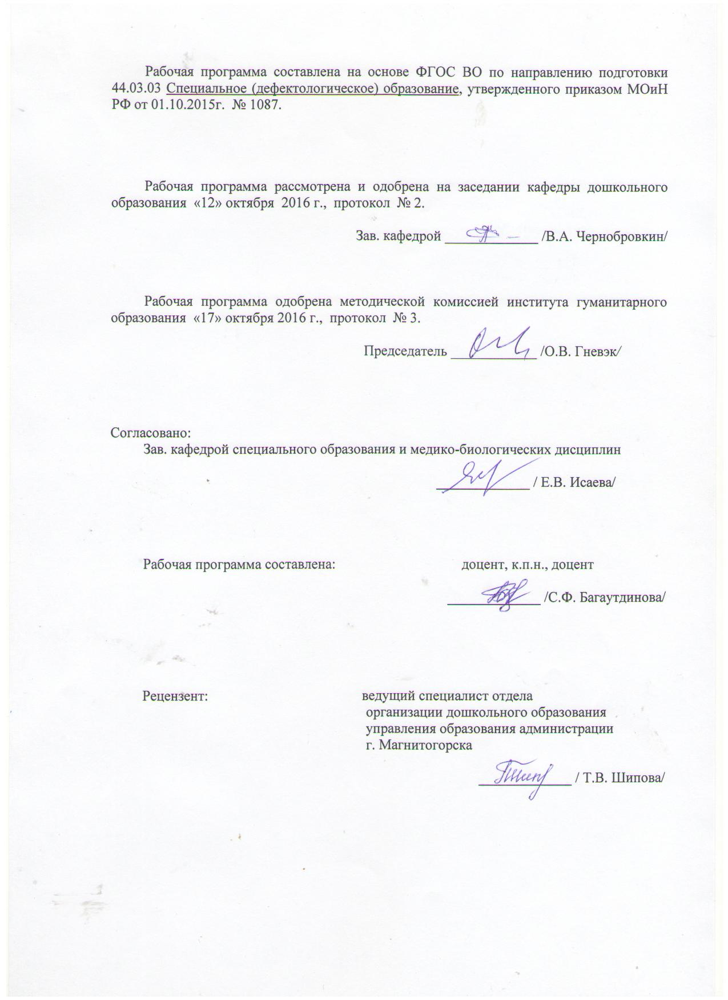 Рабочая программа составлена на основе ФГОС ВО по направлению подготовки
44.03.03 Специальное (дефектологическое) образование, утвержденного приказом МОиН
РФ от 01.10.2015г. № 1087.
Рабочая программа рассмотрена и одобрена на заседании кафедры дошкольного
образования «12» октября 2016 г., протокол № 2.
Зав. кафедрой _____________ /В.А. Чернобровкин/
Рабочая программа одобрена методической комиссией института гуманитарного
образования «17» октября 2016 г., протокол № 3.
Председатель ____________ /О.В. Гневэк/
Согласовано:
Зав. кафедрой специального образования и медико-биологических дисциплин
_____________ / Е.В. Исаева/
Рабочая программа составлена: доцент, к.п.н., доцент
_____________ /С.Ф. Багаутдинова/
Рецензент: ведущий специалист отдела
организации дошкольного образования
управления образования администрации
г. Магнитогорска
_____________ / Т.В. Шипова/